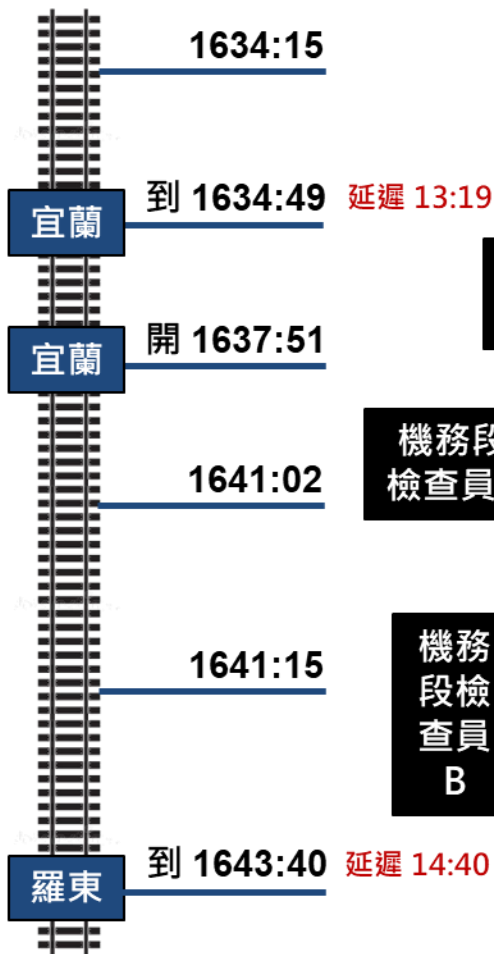 1634:15
宜蘭 到 1634:49 延遲 13:19
宜蘭 開 1637:51
機務段
檢查員
1641:02
1641:15
機務
段檢
查員
B
羅東 到 1643:40 延遲 14:40